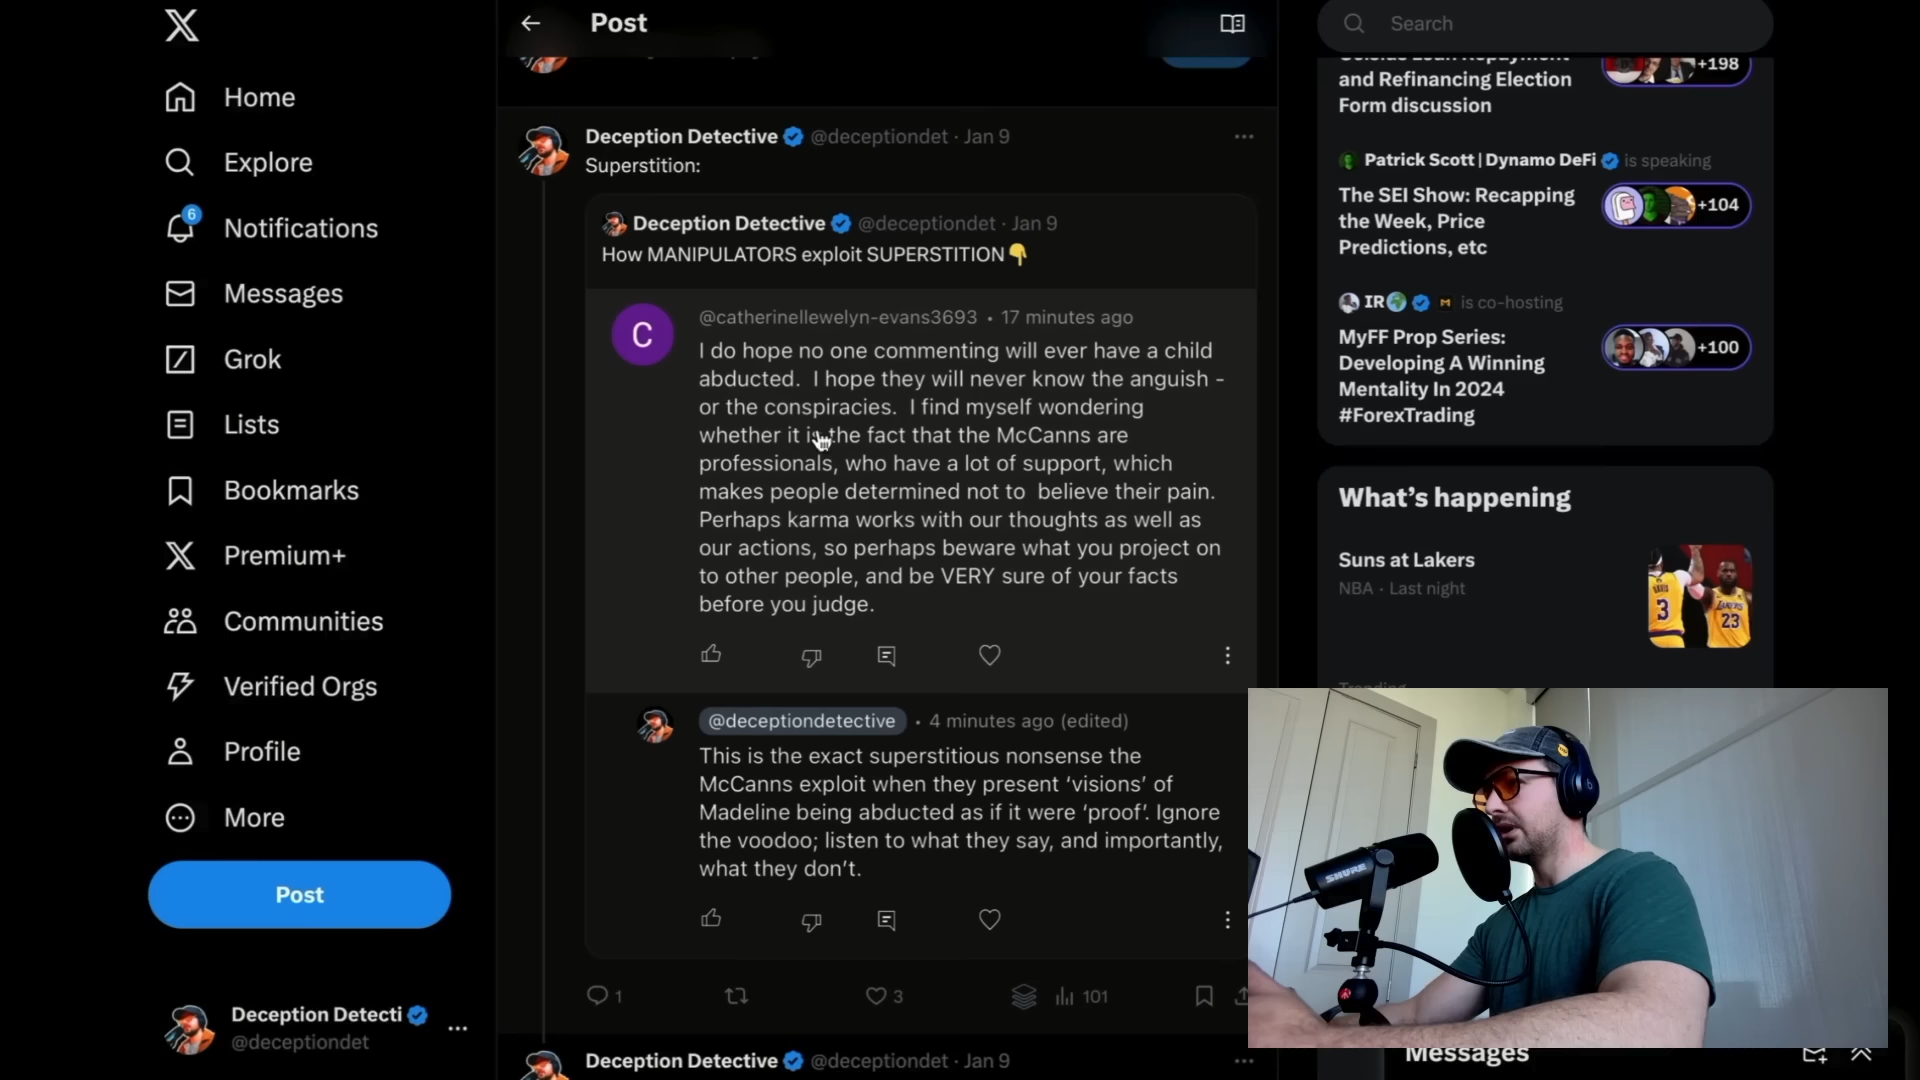 Post
Search
Home
Explore
6
Notifications
Messages
Grok
Lists
Bookmarks
Premium+
Communities
Verified Orgs
Profile
More
Post
Deception Detecti
@deceptiondet
Deception Detective @deceptiondet · Jan 9
Superstition:
Deception Detective @deceptiondet · Jan 9
How MANIPULATORS exploit SUPERSTITION👇
C
@catherinellewelyn-evans3693 • 17 minutes ago
I do hope no one commenting will ever have a child
abducted. I hope they will never know the anguish -
or the conspiracies. I find myself wondering
whether it is the fact that the McCanns are
professionals, who have a lot of support, which
makes people determined not to believe their pain.
Perhaps karma works with our thoughts as well as
our actions, so perhaps beware what you project on
to other people, and be VERY sure of your facts
before you judge.
@deceptiondetective • 4 minutes ago (edited)
This is the exact superstitious nonsense the
McCanns exploit when they present ‘visions’ of
Madeline being abducted as if it were ‘proof’. Ignore
the voodoo; listen to what they say, and importantly,
what they don’t.
1 3 101
Deception Detective @deceptiondet · Jan 9
and Refinancing Election
Form discussion
+198
Patrick Scott | Dynamo DeFi is speaking
The SEI Show: Recapping
the Week, Price
Predictions, etc
+104
IR M is co-hosting
MyFF Prop Series:
Developing A Winning
Mentality In 2024
#ForexTrading
+100
What’s happening
Suns at Lakers
NBA · Last night
3
LAKERS
23
SHURE
Messages